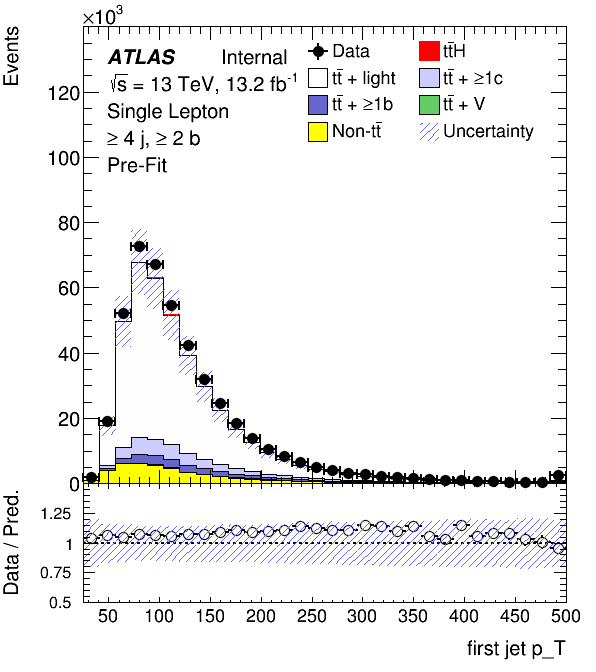 ×10³
Events
ATLAS Internal
√s = 13 TeV, 13.2 fb⁻¹
Single Lepton
≥ 4 j, ≥ 2 b
Pre-Fit
Data
tt̄H
tt̄ + light
tt̄ + ≥1c
tt̄ + ≥1b
tt̄ + V
Non-tt̄
Uncertainty
120
100
80
60
40
20
0
Data / Pred.
1.25
1
0.75
0.5
50 100 150 200 250 300 350 400 450 500
first jet p_T